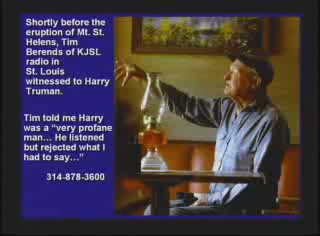 Shortly before the
eruption of Mt. St.
Helens, Tim
Berends of KJSL
radio in
St. Louis
witnessed to Harry
Truman.
Tim told me Harry
was a “very profane
man... He listened
but rejected what I
had to say...”
314-878-3600